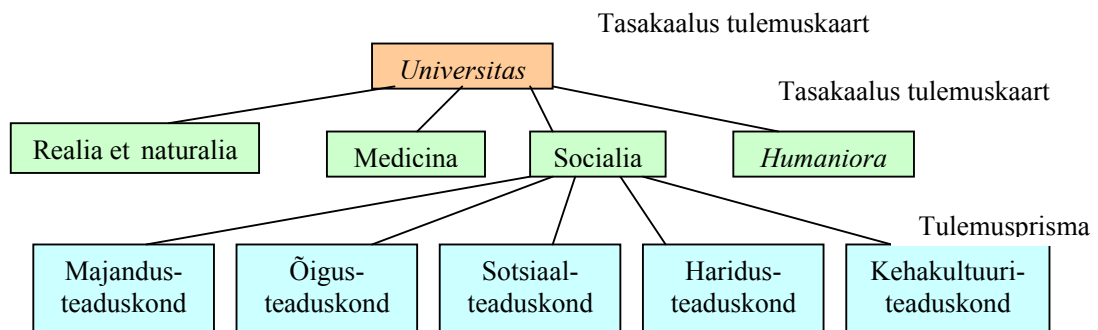 Tasakaalus tulemuskaart
Universitas
Tasakaalus tulemuskaart
Realia et naturalia
Medicina
Socialia
Humaniora
Tulemusprisma
Majandus-
teaduskond
Õigus-
teaduskond
Sotsiaal-
teaduskond
Haridus-
teaduskond
Kehakultuuri-
teaduskond